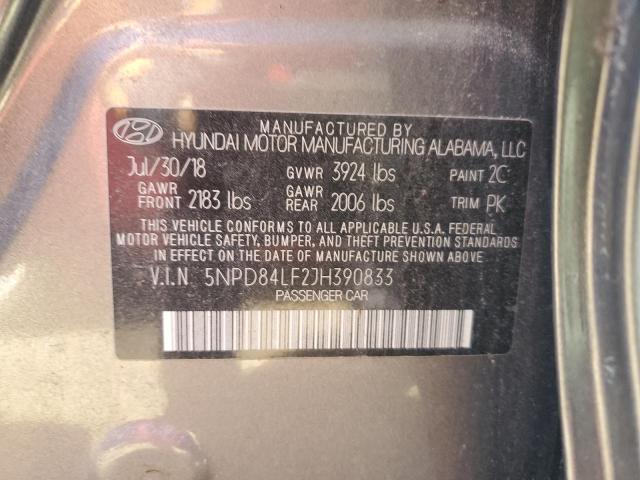 MANUFACTURED BY
HYUNDAI MOTOR MANUFACTURING ALABAMA, LLC
Jul/30/18 GVWR 3924 lbs PAINT 2C
GAWR FRONT 2183 lbs GAWR REAR 2006 lbs TRIM PK
THIS VEHICLE CONFORMS TO ALL APPLICABLE U.S.A. FEDERAL
MOTOR VEHICLE SAFETY, BUMPER, AND THEFT PREVENTION STANDARDS
IN EFFECT ON THE DATE OF MANUFACTURE SHOWN ABOVE
V.I.N 5NPD84LF2JH390833
PASSENGER CAR